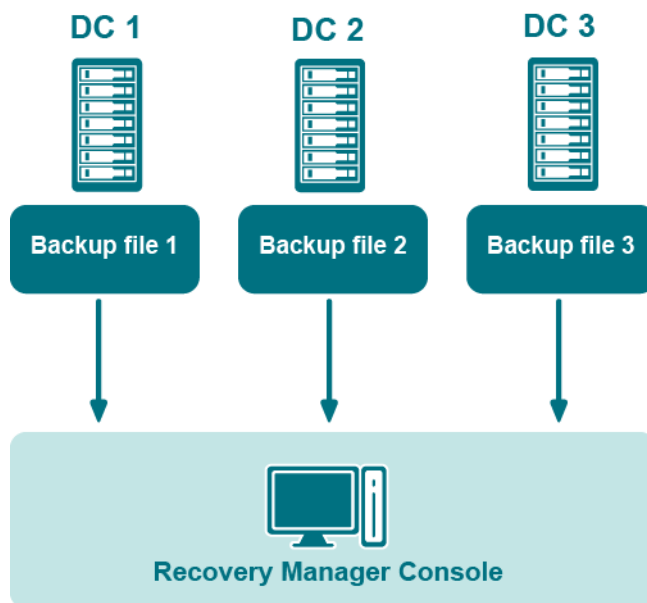 DC 1
DC 2
DC 3
Backup file 1
Backup file 2
Backup file 3
Recovery Manager Console